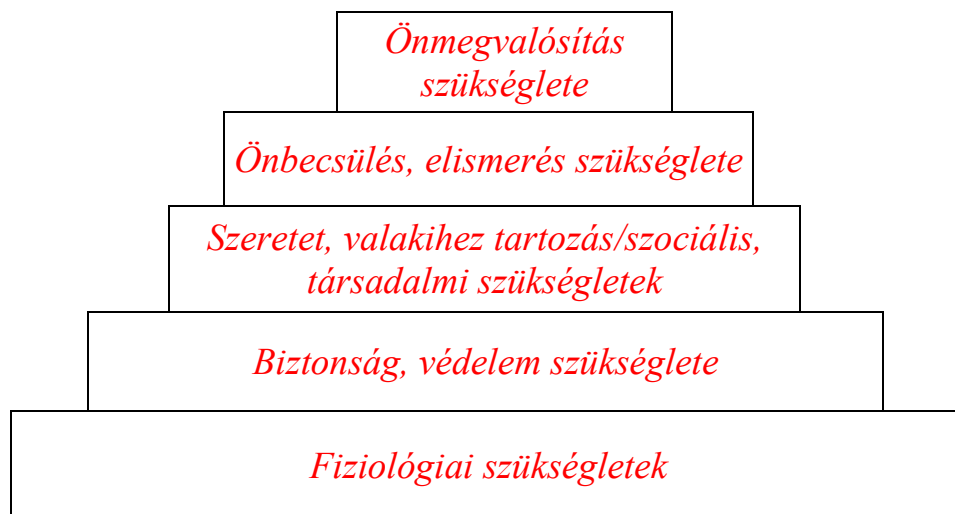 Önmegvalósítás
szükséglete
Önbecsülés, elismerés szükséglete
Szeretet, valakihez tartozás/szociális,
társadalmi szükségletek
Biztonság, védelem szükséglete
Fiziológiai szükségletek